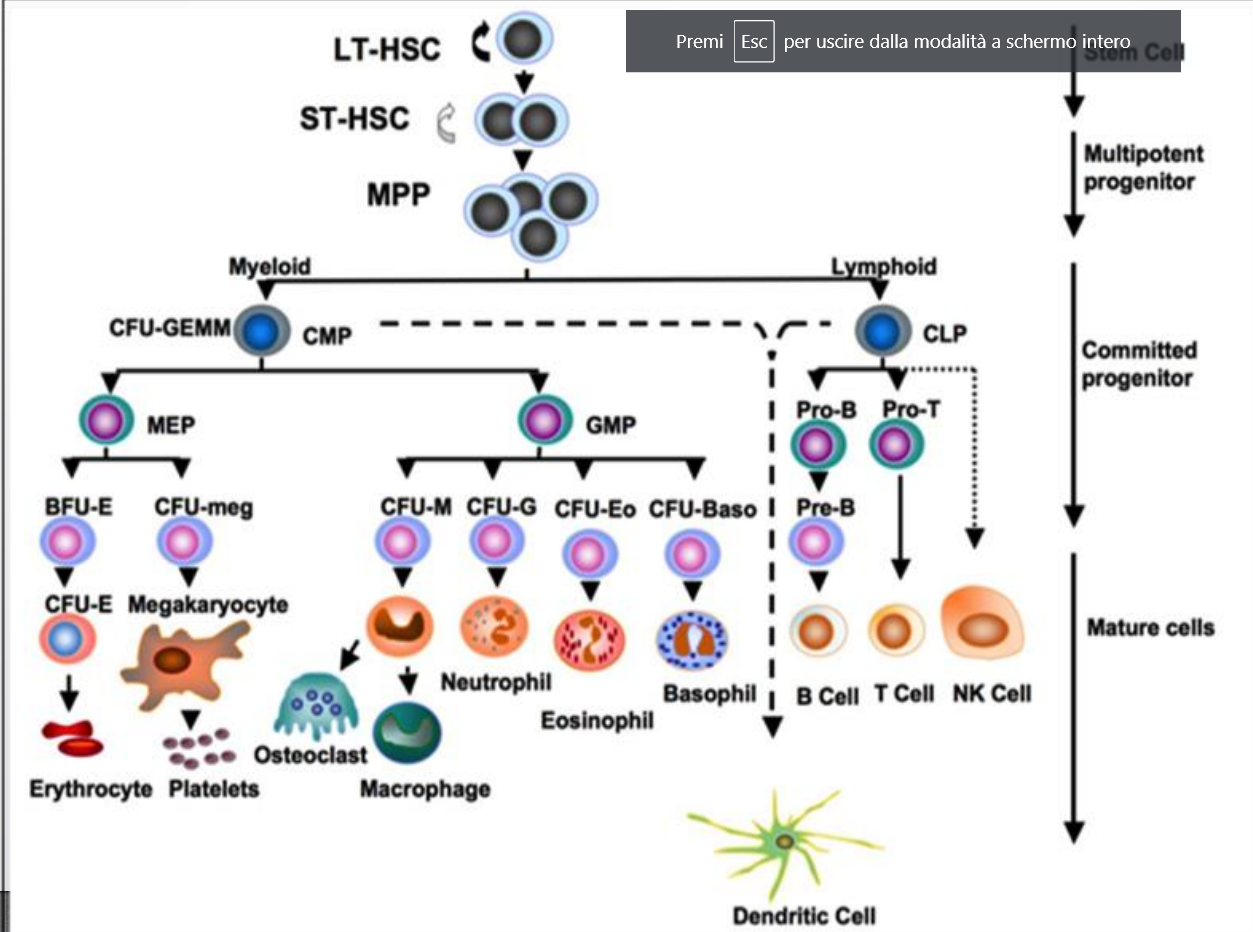 Premi Esc per uscire dalla modalità a schermo intero
LT-HSC
Stem Cell
ST-HSC
Multipotent
progenitor
MPP
Myeloid
Lymphoid
CFU-GEMM
CMP
CLP
Committed
progenitor
MEP
GMP
Pro-B
Pro-T
BFU-E
CFU-meg
CFU-M
CFU-G
CFU-Eo
CFU-Baso
Pre-B
CFU-E
Megakaryocyte
Mature cells
Neutrophil
Eosinophil
Basophil
B Cell
T Cell
NK Cell
Osteoclast
Erythrocyte
Platelets
Macrophage
Dendritic Cell